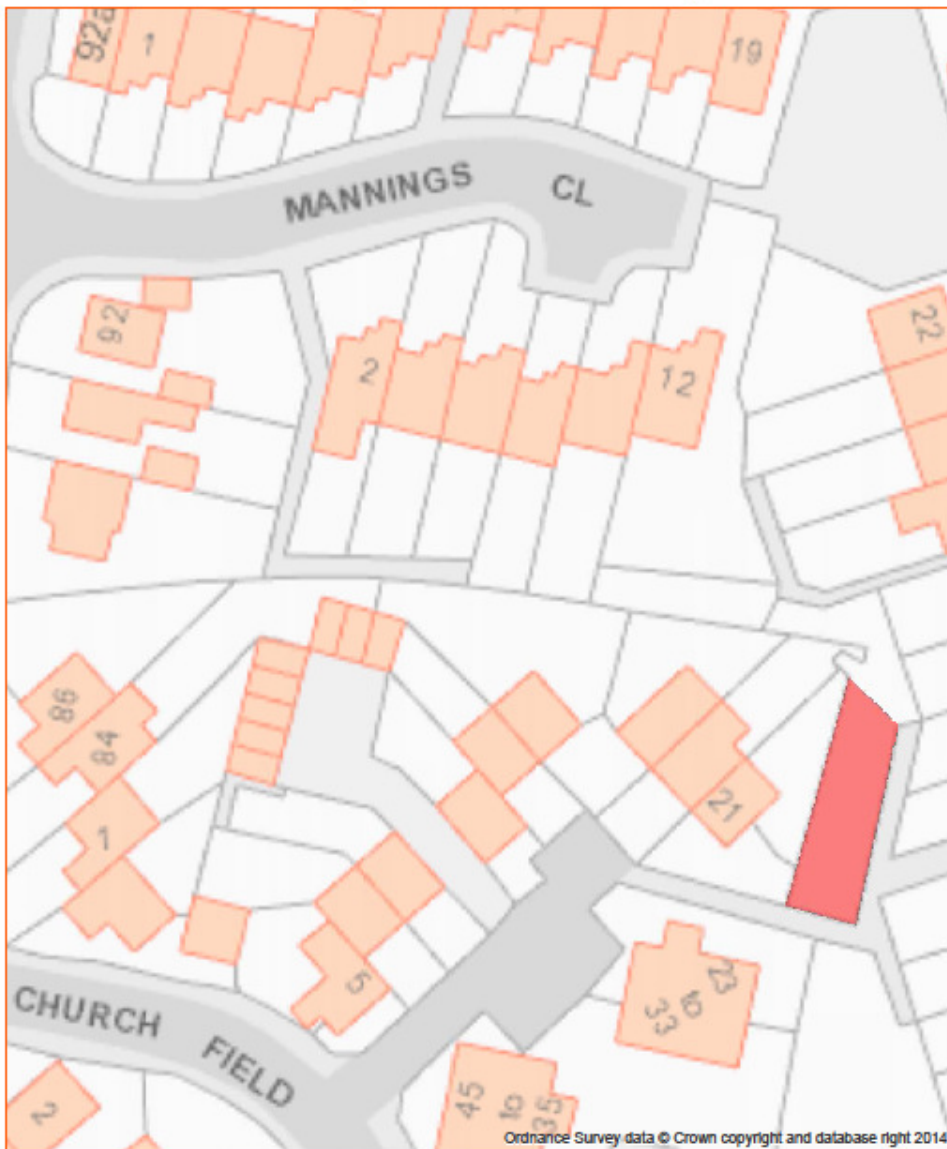 92a
1
19
MANNINGS CL
92
2
12
22
86
84
1
21
5
23
to
33
CHURCH FIELD
45
to
35
2
Ordnance Survey data © Crown copyright and database right 2014